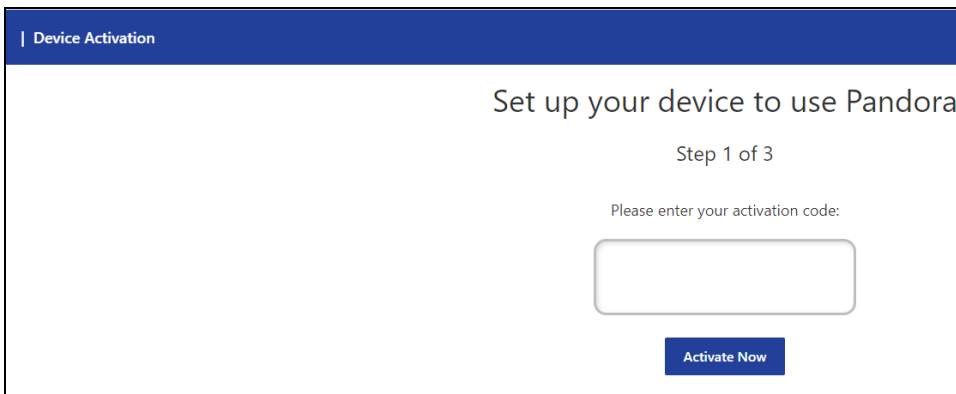 | Device Activation
Set up your device to use Pandora
Step 1 of 3
Please enter your activation code:
Activate Now